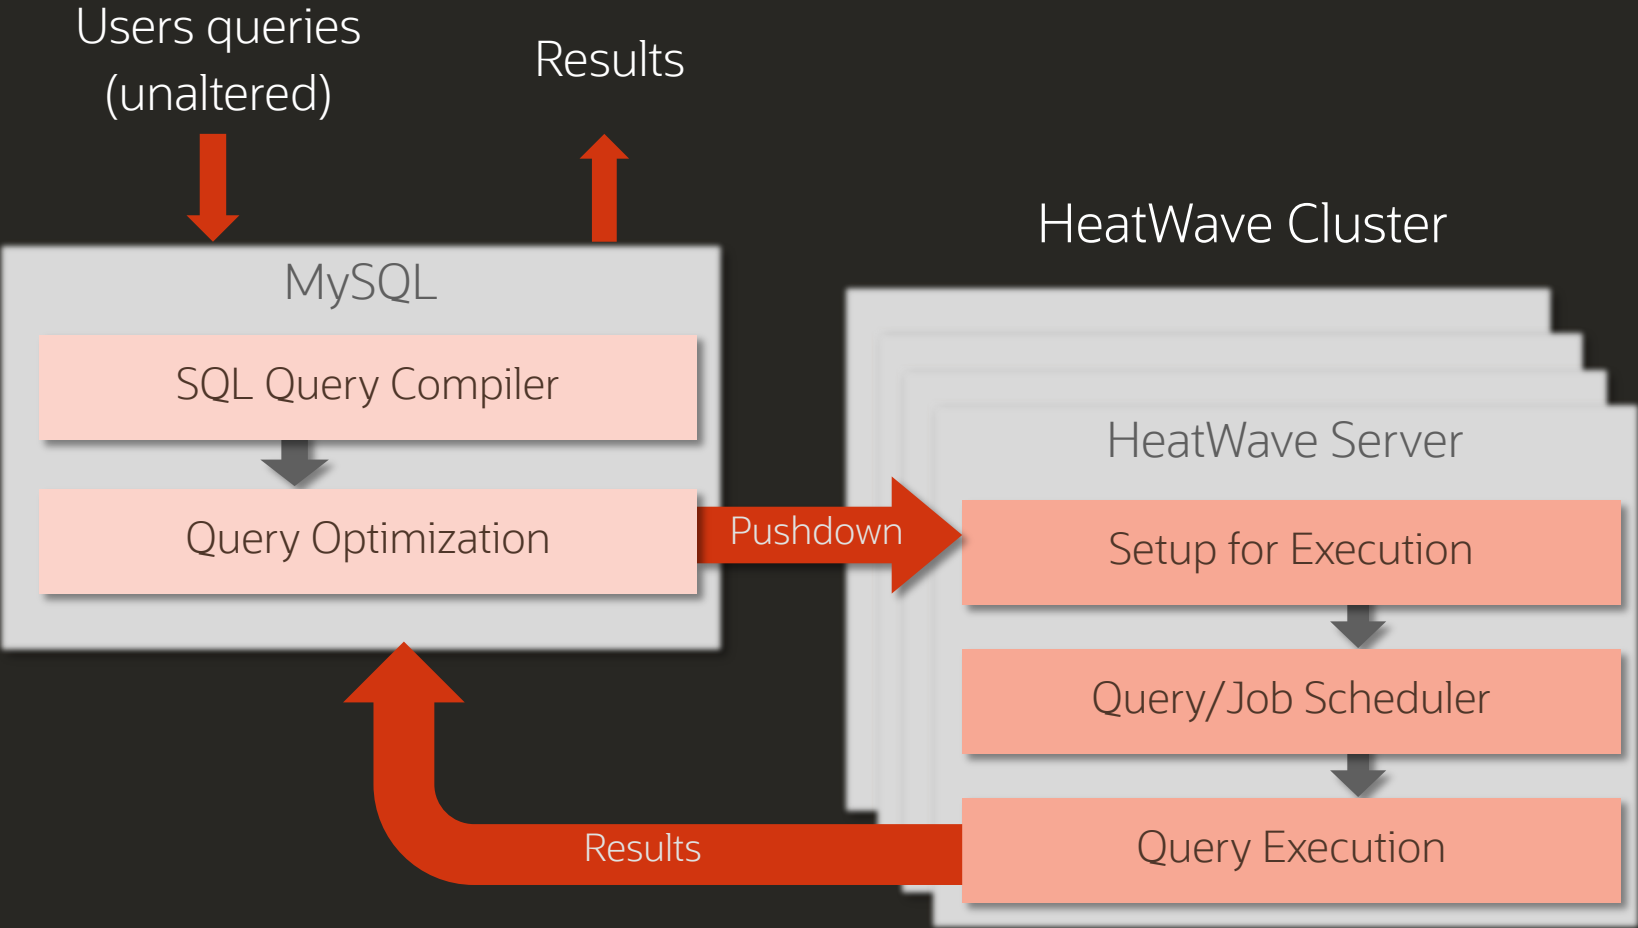 Users queries
(unaltered)
Results
HeatWave Cluster
MySQL
SQL Query Compiler
Query Optimization
Pushdown
HeatWave Server
Setup for Execution
Query/Job Scheduler
Query Execution
Results